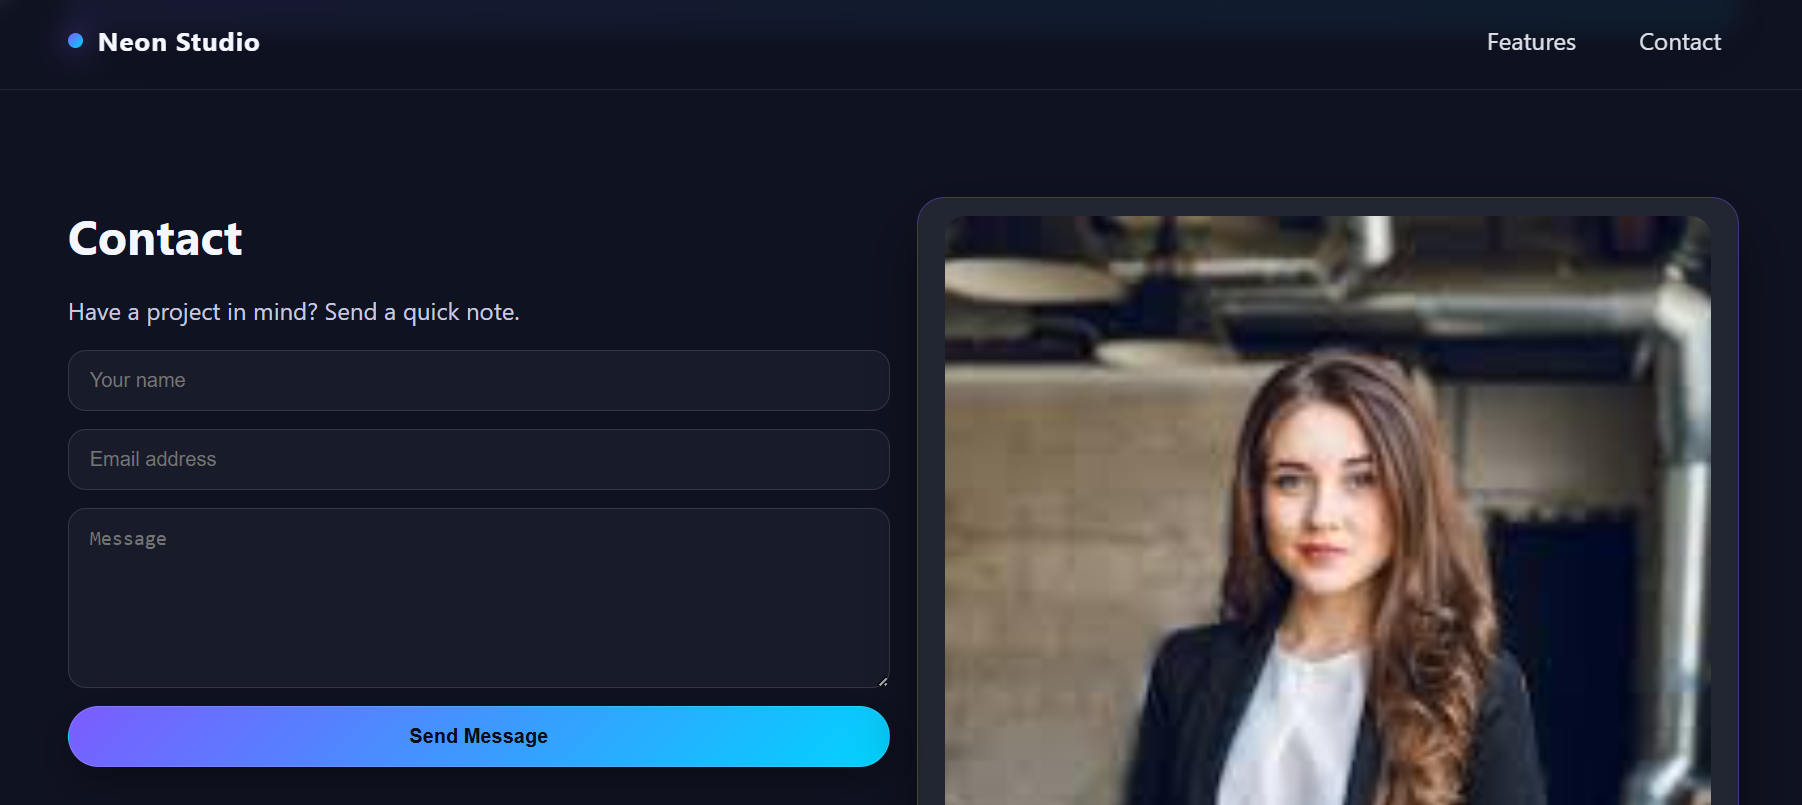 Neon Studio
Features
Contact
Contact
Have a project in mind? Send a quick note.
Your name
Email address
Message
Send Message